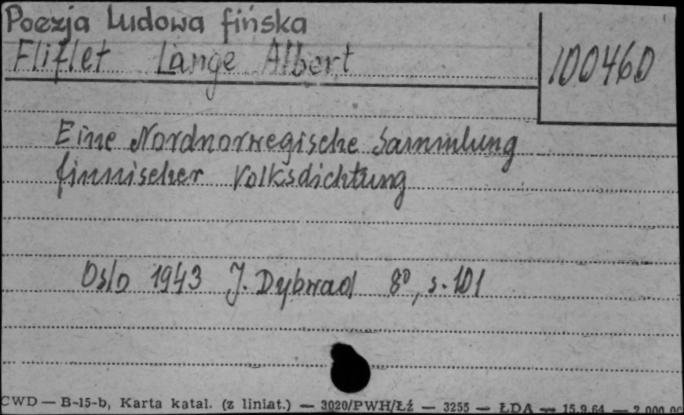 Poezja Ludowa fińska
Fliflet Lange Albert
100460
Eine Nordnorwegische Sammlung
finnischer Volksdichtung
Oslo 1943 J. Dybwad 8°, s. 101
CWD — B-15-b, Karta katal. (z liniat.) — 3020/PWH/Łź — 3255 — ŁDA — 15.9.64 — 2.000.00